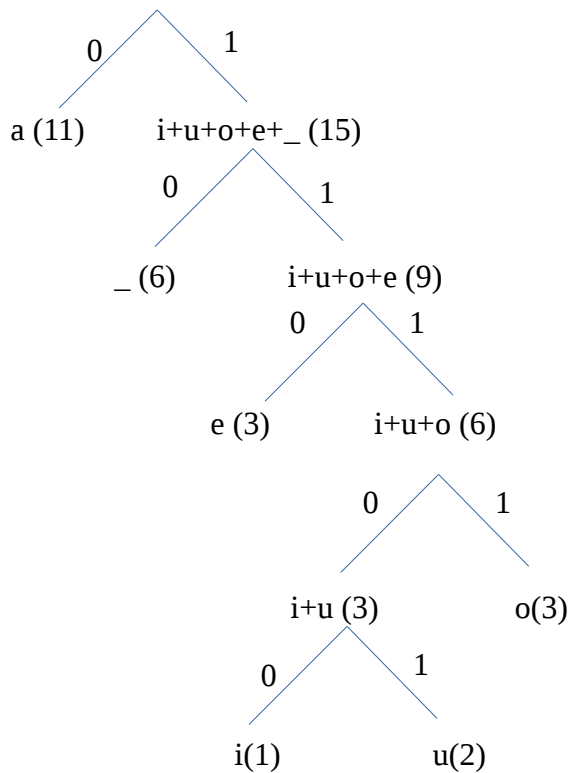 0 1
a (11) i+u+o+e+_ (15)
0 1
_ (6) i+u+o+e (9)
0 1
e (3) i+u+o (6)
0 1
i+u (3) o(3)
0 1
i(1) u(2)